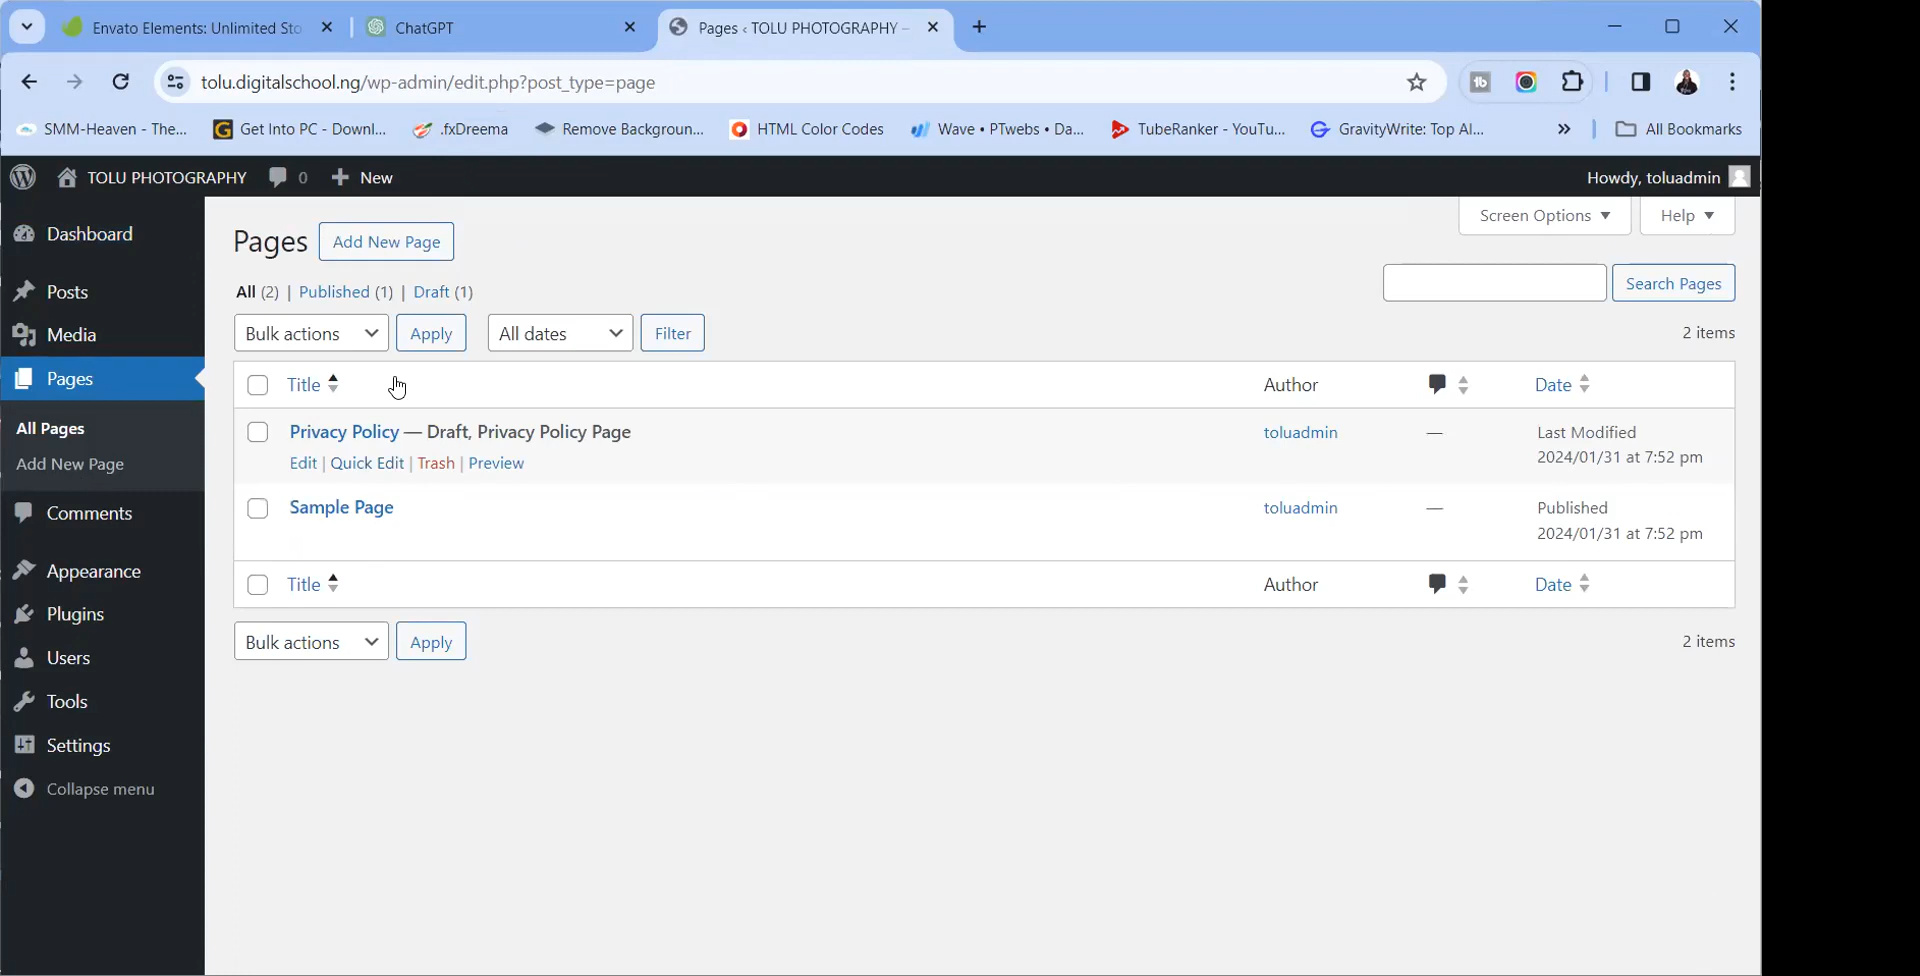 Envato Elements: Unlimited Sto
ChatGPT
Pages ‹ TOLU PHOTOGRAPHY –
tolu.digitalschool.ng/wp-admin/edit.php?post_type=page
SMM-Heaven - The...
Get Into PC - Downl...
.fxDreema
Remove Backgroun...
HTML Color Codes
Wave • PTwebs • Da...
TubeRanker - YouTu...
GravityWrite: Top Al...
»
All Bookmarks
TOLU PHOTOGRAPHY
0
New
Howdy, toluadmin
Dashboard
Posts
Media
Pages
All Pages
Add New Page
Comments
Appearance
Plugins
Users
Tools
Settings
Collapse menu
Screen Options
Help
Pages
Add New Page
All (2) | Published (1) | Draft (1)
Search Pages
Bulk actions
Apply
All dates
Filter
2 items
Title
Author
Date
Privacy Policy — Draft, Privacy Policy Page
toluadmin
—
Last Modified
2024/01/31 at 7:52 pm
Edit | Quick Edit | Trash | Preview
Sample Page
toluadmin
—
Published
2024/01/31 at 7:52 pm
Title
Author
Date
Bulk actions
Apply
2 items